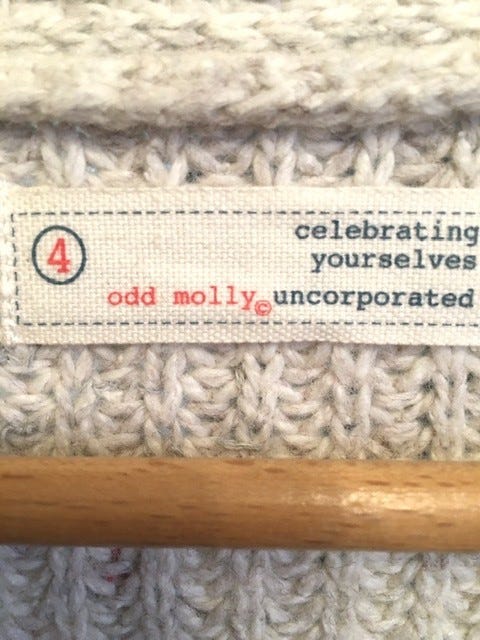 4
celebrating
yourselves
odd molly© uncorporated